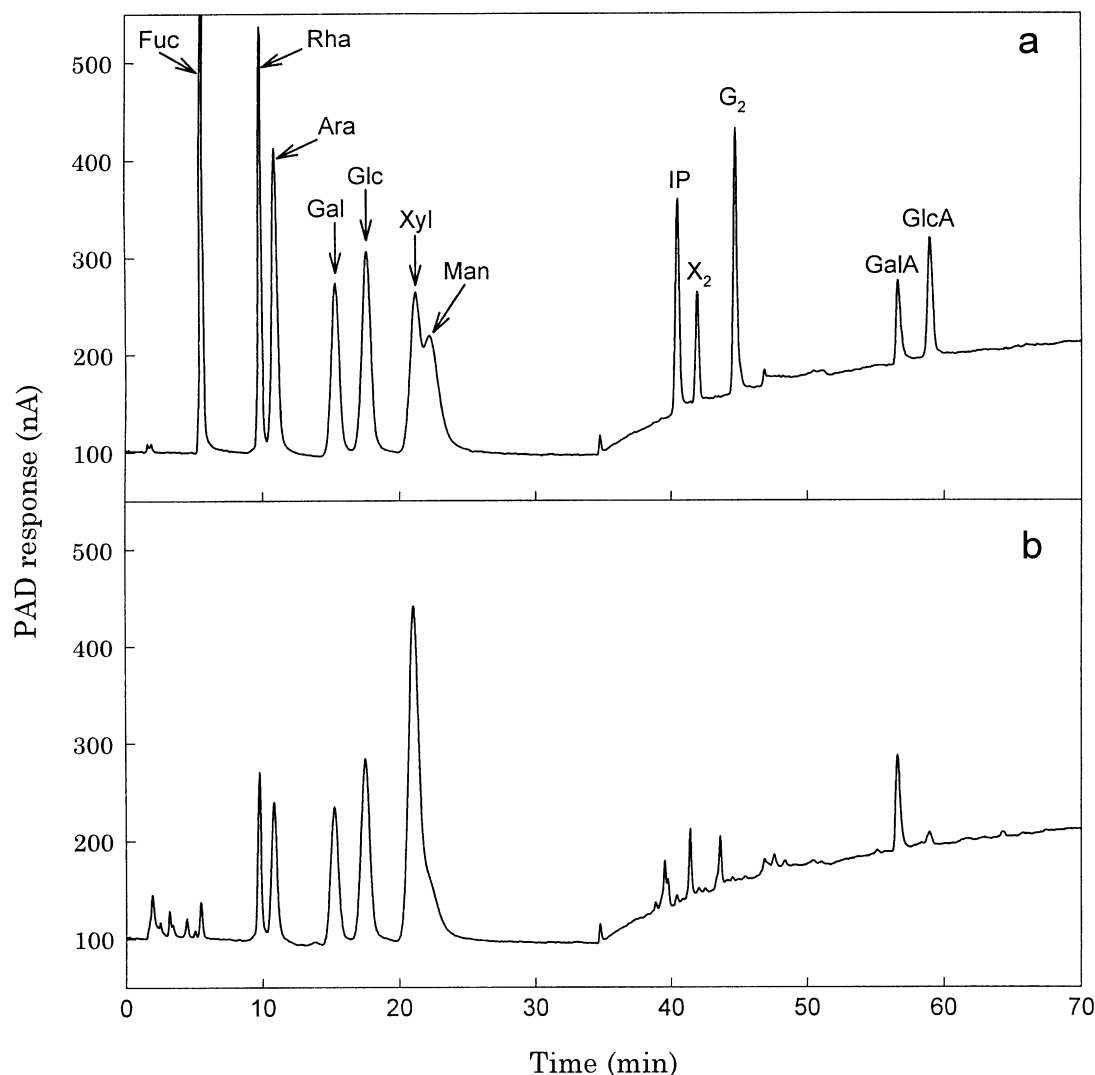 a
Fuc
Rha
Ara
Gal
Glc
Xyl
Man
IP
X2
G2
GalA
GlcA
500
400
300
200
100
PAD response (nA)
b
500
400
300
200
100
0 10 20 30 40 50 60 70
Time (min)